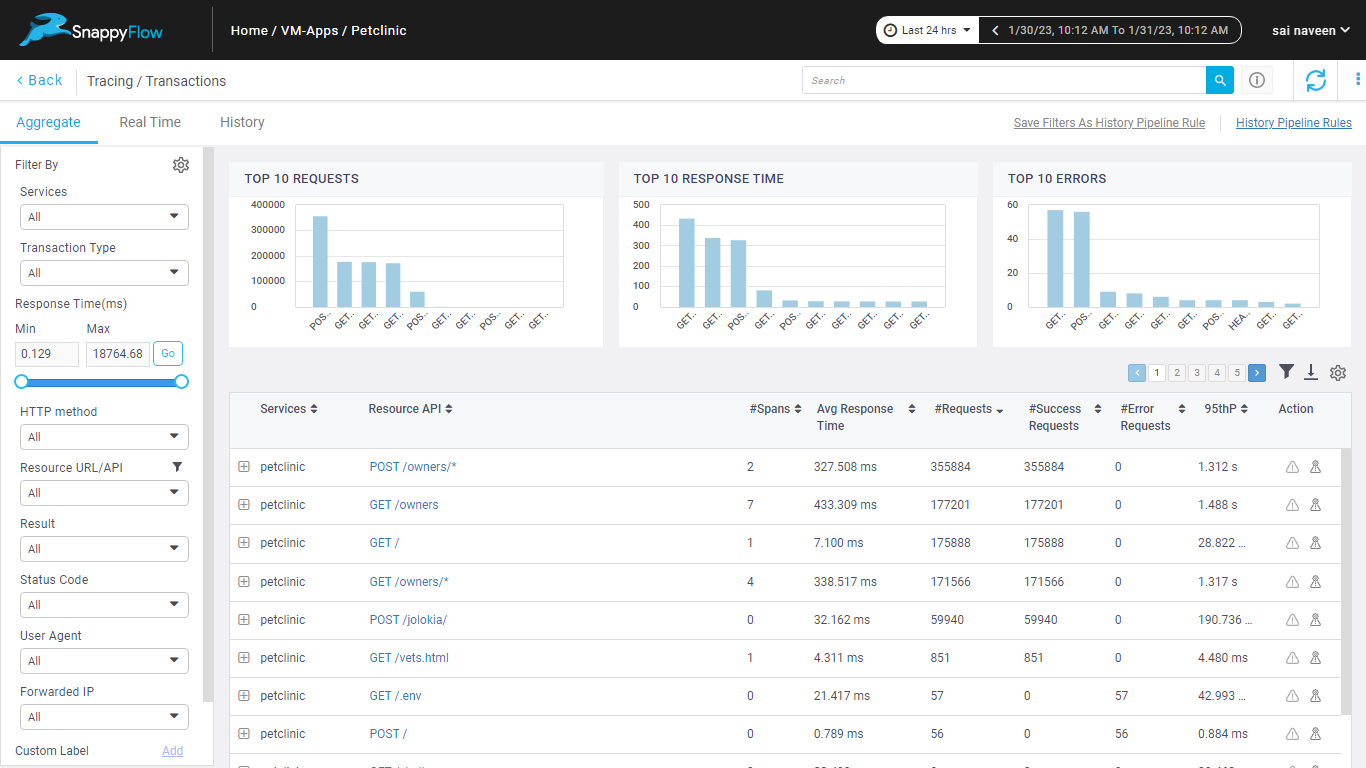 SnappyFlow
Home / VM-Apps / Petclinic
Last 24 hrs
1/30/23, 10:12 AM To 1/31/23, 10:12 AM
sai naveen
Back
Tracing / Transactions
Search
Aggregate
Real Time
History
Save Filters As History Pipeline Rule
History Pipeline Rules
Filter By
Services
All
Transaction Type
All
Response Time(ms)
Min
Max
0.129
18764.68
Go
HTTP method
All
Resource URL/API
All
Result
All
Status Code
All
User Agent
All
Forwarded IP
All
Custom Label
Add
TOP 10 REQUESTS
400000
300000
200000
100000
0
POS..
GET..
GET..
GET..
POS..
GET..
GET..
POS..
GET..
GET..
TOP 10 RESPONSE TIME
500
400
300
200
100
0
GET..
GET..
POS..
GET..
POS..
GET..
GET..
GET..
GET..
GET..
TOP 10 ERRORS
60
40
20
0
GET..
POS..
GET..
GET..
GET..
GET..
POS..
HEA..
GET..
GET..
1 2 3 4 5
Services Resource API #Spans Avg Response Time #Requests #Success Requests #Error Requests 95thP Action
petclinic POST /owners/* 2 327.508 ms 355884 355884 0 1.312 s
petclinic GET /owners 7 433.309 ms 177201 177201 0 1.488 s
petclinic GET / 1 7.100 ms 175888 175888 0 28.822 ...
petclinic GET /owners/* 4 338.517 ms 171566 171566 0 1.317 s
petclinic POST /jolokia/ 0 32.162 ms 59940 59940 0 190.736 ...
petclinic GET /vets.html 1 4.311 ms 851 851 0 4.480 ms
petclinic GET /.env 0 21.417 ms 57 0 57 42.993 ...
petclinic POST / 0 0.789 ms 56 0 56 0.884 ms